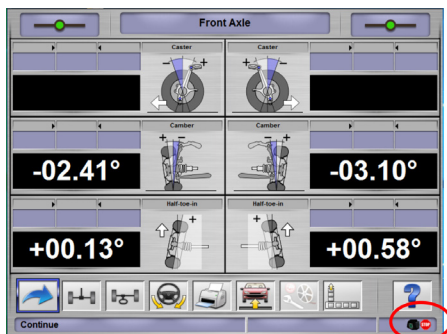 Front Axle
Caster
Caster
- +
- +
Camber
Camber
+ -
+ -
-02.41°
-03.10°
Half-toe-in
Half-toe-in
+
+
+00.13°
+00.58°
?
Continue
STOP